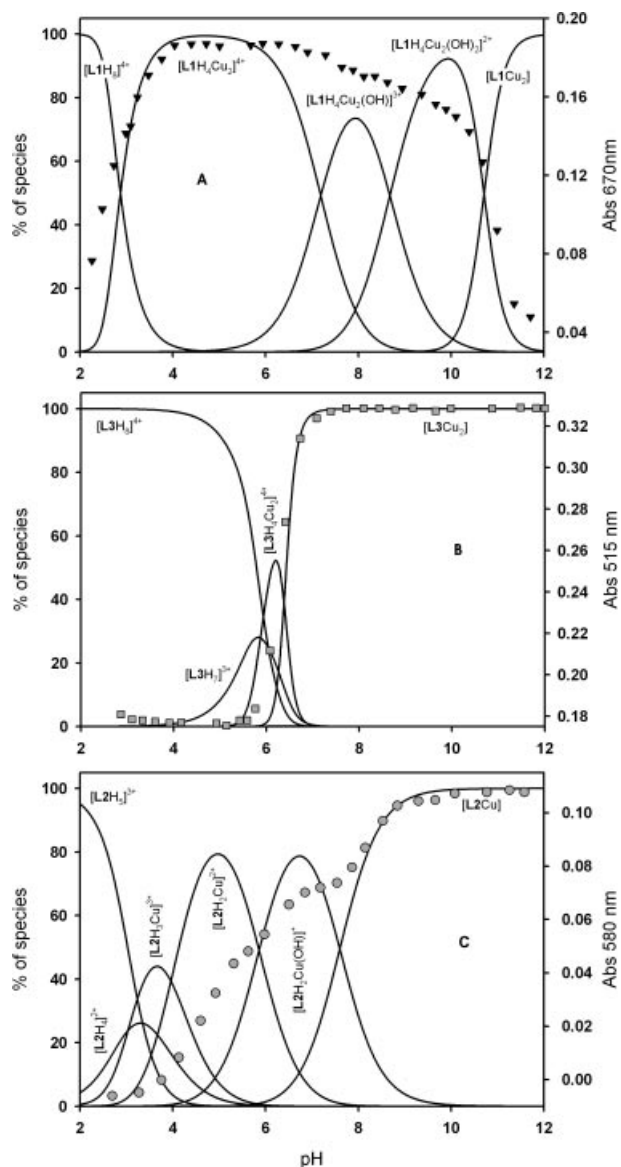 100
80
60
40
20
0
% of species
[L1H₈]⁴⁺
[L1H₄Cu₂]⁴⁺
[L1H₄Cu₂(OH)]³⁺
[L1H₄Cu₂(OH)₂]²⁺
[L1Cu₂]
A
0.20
0.16
0.12
0.08
0.04
Abs 670nm
2 4 6 8 10 12
100
80
60
40
20
0
% of species
[L3H₈]⁴⁺
[L3H₇]³⁺
[L3H₄Cu₂]⁴⁺
[L3Cu₂]
B
0.32
0.30
0.28
0.26
0.24
0.22
0.20
0.18
Abs 515 nm
2 4 6 8 10 12
100
80
60
40
20
0
% of species
[L2H₅]³⁺
[L2H₄]²⁺
[L2H₃Cu]³⁺
[L2H₂Cu]²⁺
[L2H₂Cu(OH)]⁺
[L2Cu]
C
0.10
0.08
0.06
0.04
0.02
0.00
Abs 580 nm
2 4 6 8 10 12
pH